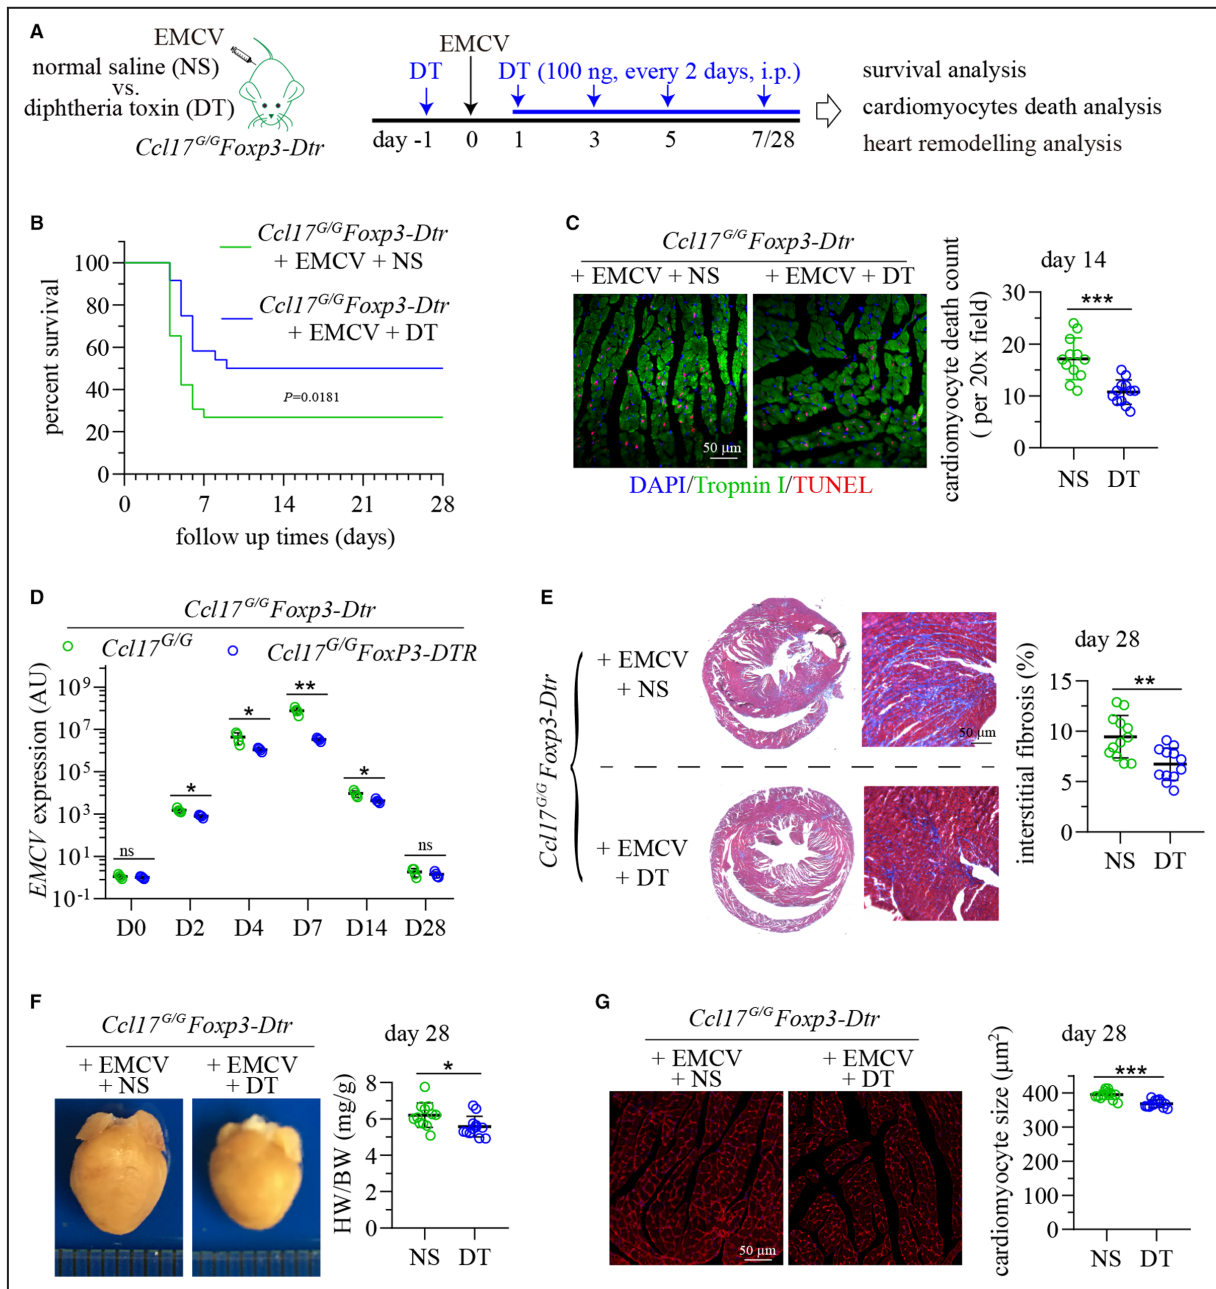 A
EMCV
normal saline (NS)
vs.
diphtheria toxin (DT)
Ccl17G/GFoxp3-Dtr
EMCV
DT
DT (100 ng, every 2 days, i.p.)
day -1 0 1 3 5 7/28
survival analysis
cardiomyocytes death analysis
heart remodelling analysis
B
Ccl17G/GFoxp3-Dtr
+ EMCV + NS
Ccl17G/GFoxp3-Dtr
+ EMCV + DT
percent survival
100
80
60
40
20
0
P=0.0181
0 7 14 21 28
follow up times (days)
C
Ccl17G/GFoxp3-Dtr
+ EMCV + NS + EMCV + DT
50 μm
DAPI/Tropnin I/TUNEL
cardiomyocyte death count
( per 20x field)
day 14
30
20
10
0
***
NS DT
D
Ccl17G/GFoxp3-Dtr
Ccl17G/G Ccl17G/GFoxP3-DTR
EMCV expression (AU)
109
107
105
103
101
10-1
ns * * ** * ns
D0 D2 D4 D7 D14 D28
E
Ccl17G/GFoxp3-Dtr
+ EMCV
+ NS
50 μm
+ EMCV
+ DT
interstitial fibrosis (%)
day 28
15
10
5
0
**
NS DT
F
Ccl17G/GFoxp3-Dtr
+ EMCV + EMCV
+ NS + DT
HW/BW (mg/g)
day 28
8
6
4
2
0
*
NS DT
G
Ccl17G/GFoxp3-Dtr
+ EMCV + EMCV
+ NS + DT
50 μm
cardiomyocyte size (μm2)
day 28
400
300
200
100
0
***
NS DT